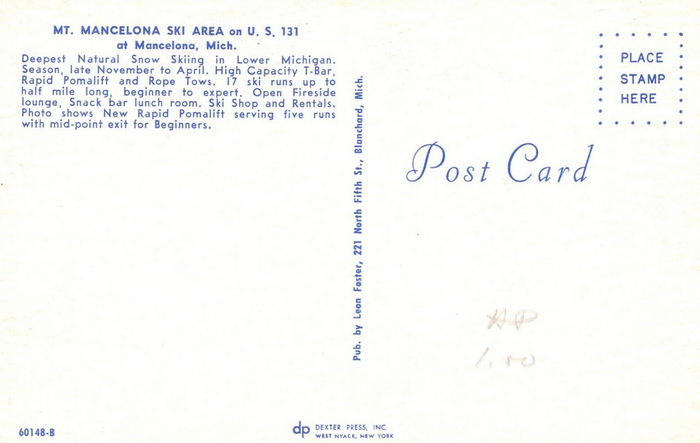 MT. MANCELONA SKI AREA on U. S. 131
at Mancelona, Mich.
Deepest Natural Snow Skiing in Lower Michigan.
Season, late November to April. High Capacity T-Bar,
Rapid Pomalift and Rope Tows. 17 ski runs up to
half mile long, beginner to expert. Open Fireside
lounge, Snack bar lunch room. Ski Shop and Rentals.
Photo shows New Rapid Pomalift serving five runs
with mid-point exit for Beginners.
60148-B
Pub. by Leon Foster, 221 North Fifth St., Blanchard, Mich.
dp DEXTER PRESS, INC.
WEST NYACK, NEW YORK
PLACE
STAMP
HERE
Post Card
1.00